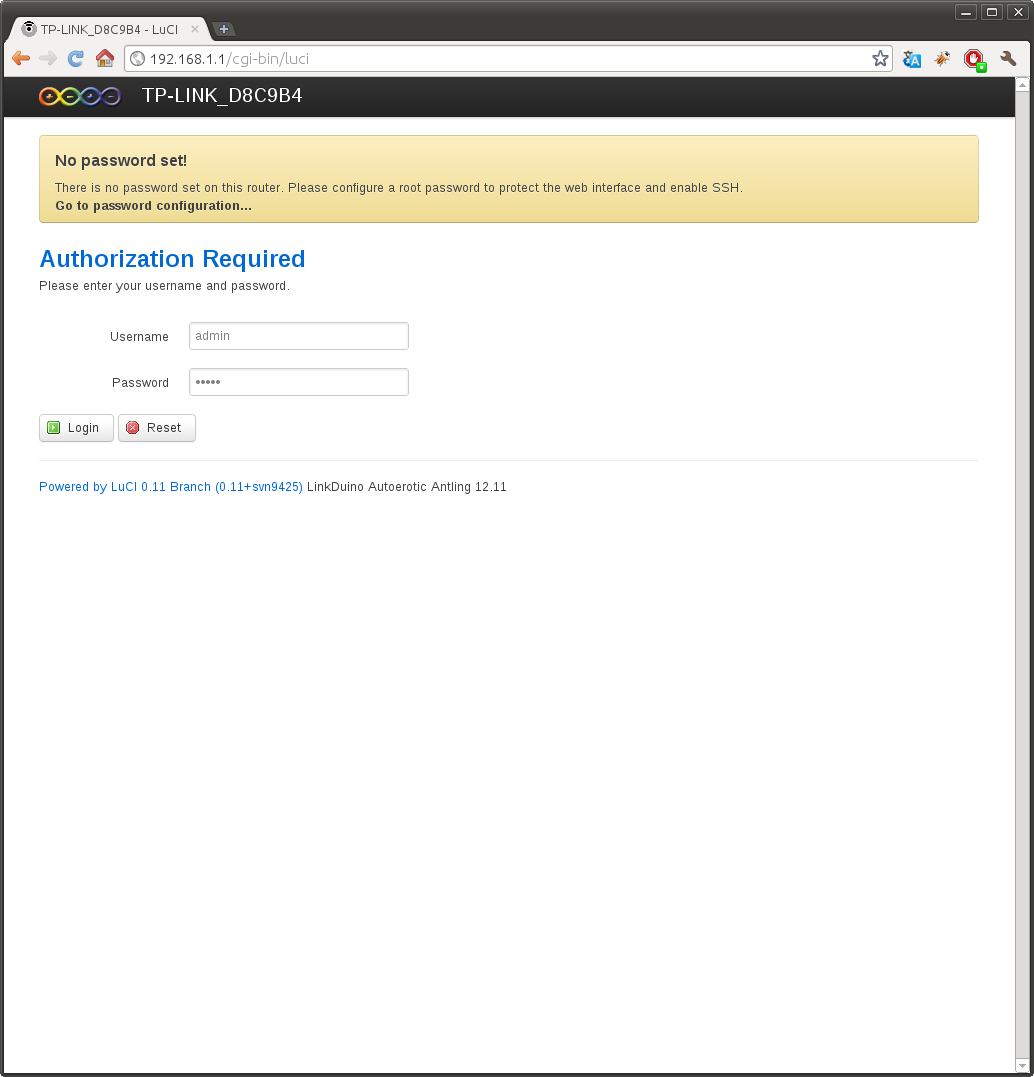 TP-LINK_D8C9B4 - LuCI
192.168.1.1/cgi-bin/luci
TP-LINK_D8C9B4
No password set!
There is no password set on this router. Please configure a root password to protect the web interface and enable SSH.
Go to password configuration...
Authorization Required
Please enter your username and password.
Username admin
Password •••••
Login Reset
Powered by LuCI 0.11 Branch (0.11+svn9425) LinkDuino Autoerotic Antling 12.11